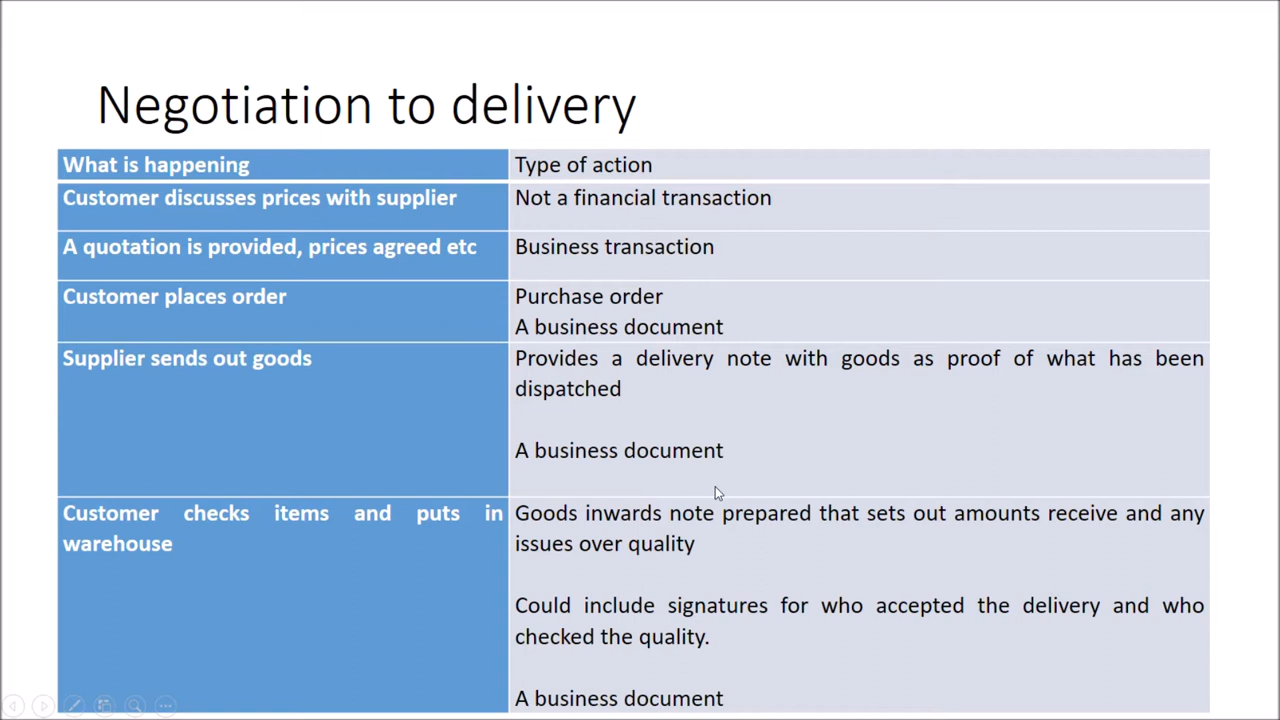 Negotiation to delivery
What is happening
Type of action
Customer discusses prices with supplier
Not a financial transaction
A quotation is provided, prices agreed etc
Business transaction
Customer places order
Purchase order
A business document
Supplier sends out goods
Provides a delivery note with goods as proof of what has been
dispatched
A business document
Customer checks items and puts in
warehouse
Goods inwards note prepared that sets out amounts receive and any
issues over quality
Could include signatures for who accepted the delivery and who
checked the quality.
A business document